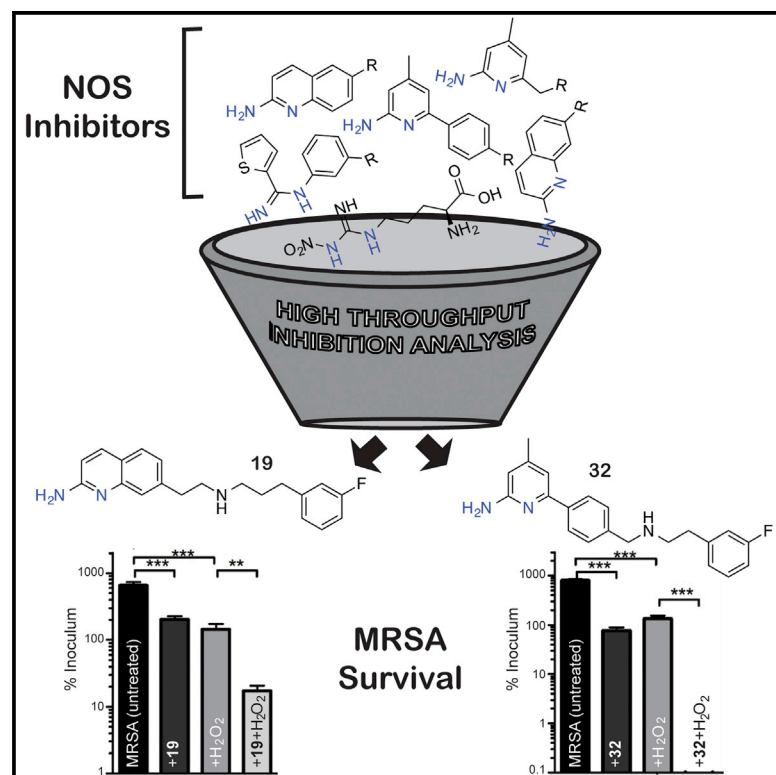 NOS
Inhibitors
H2N
N
R
H2N
N
R
H2N
N
R
R
N
H2N
S
HN
N
H
R
O2N
N
H
NH
N
H
O
OH
NH2
HIGH THROUGHPUT
INHIBITION ANALYSIS
19
H2N
N
N
H
F
32
H2N
N
H
N
F
MRSA
Survival
% Inoculum
1000
100
10
1
***
***
**
MRSA (untreated)
+19
+H2O2
+19+H2O2
% Inoculum
1000
100
10
1
0.1
***
***
***
MRSA (untreated)
+32
+H2O2
+32+H2O2